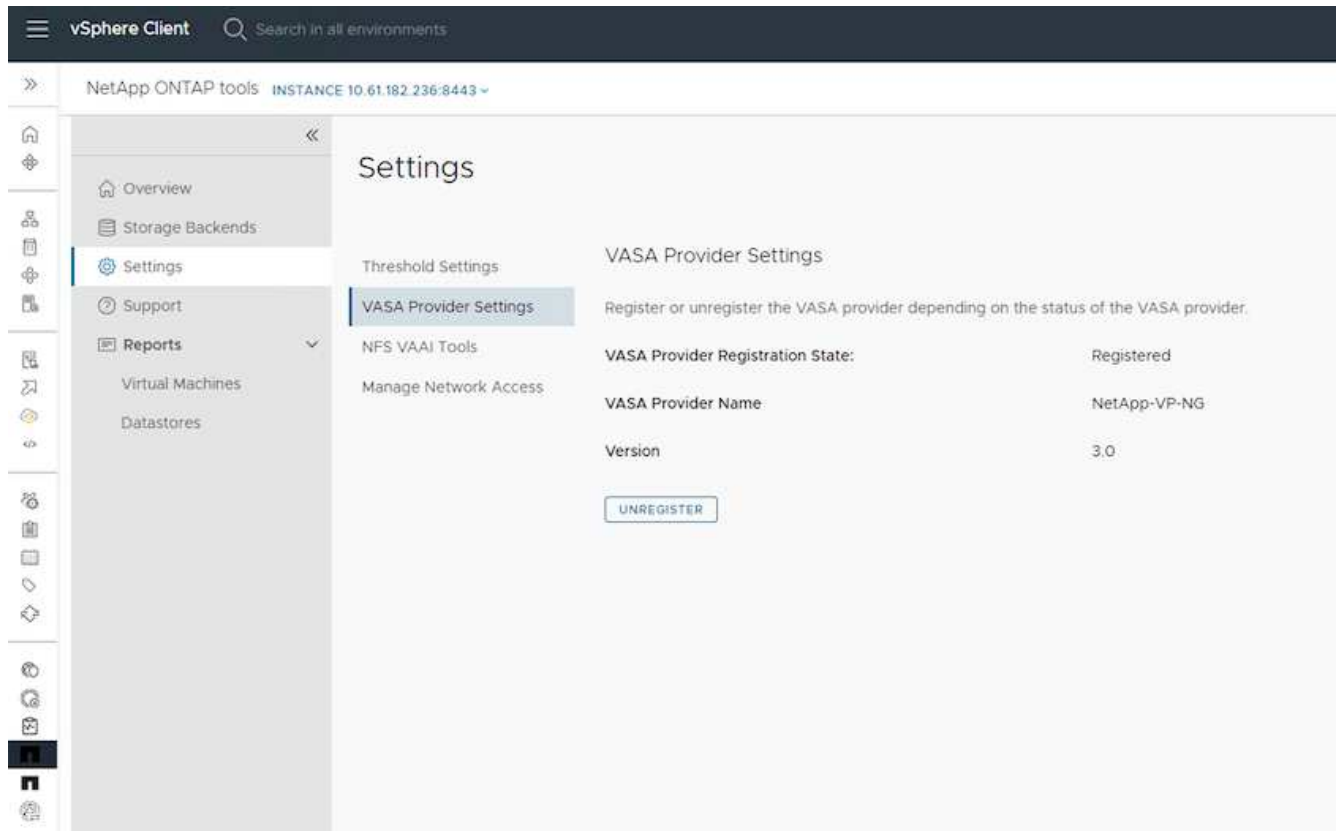 vSphere Client Search in all environments
NetApp ONTAP tools INSTANCE 10.61.182.236:8443
Overview
Storage Backends
Settings
Support
Reports
Virtual Machines
Datastores
Settings
Threshold Settings
VASA Provider Settings
NFS VAAI Tools
Manage Network Access
VASA Provider Settings
Register or unregister the VASA provider depending on the status of the VASA provider.
VASA Provider Registration State: Registered
VASA Provider Name NetApp-VP-NG
Version 3.0
UNREGISTER